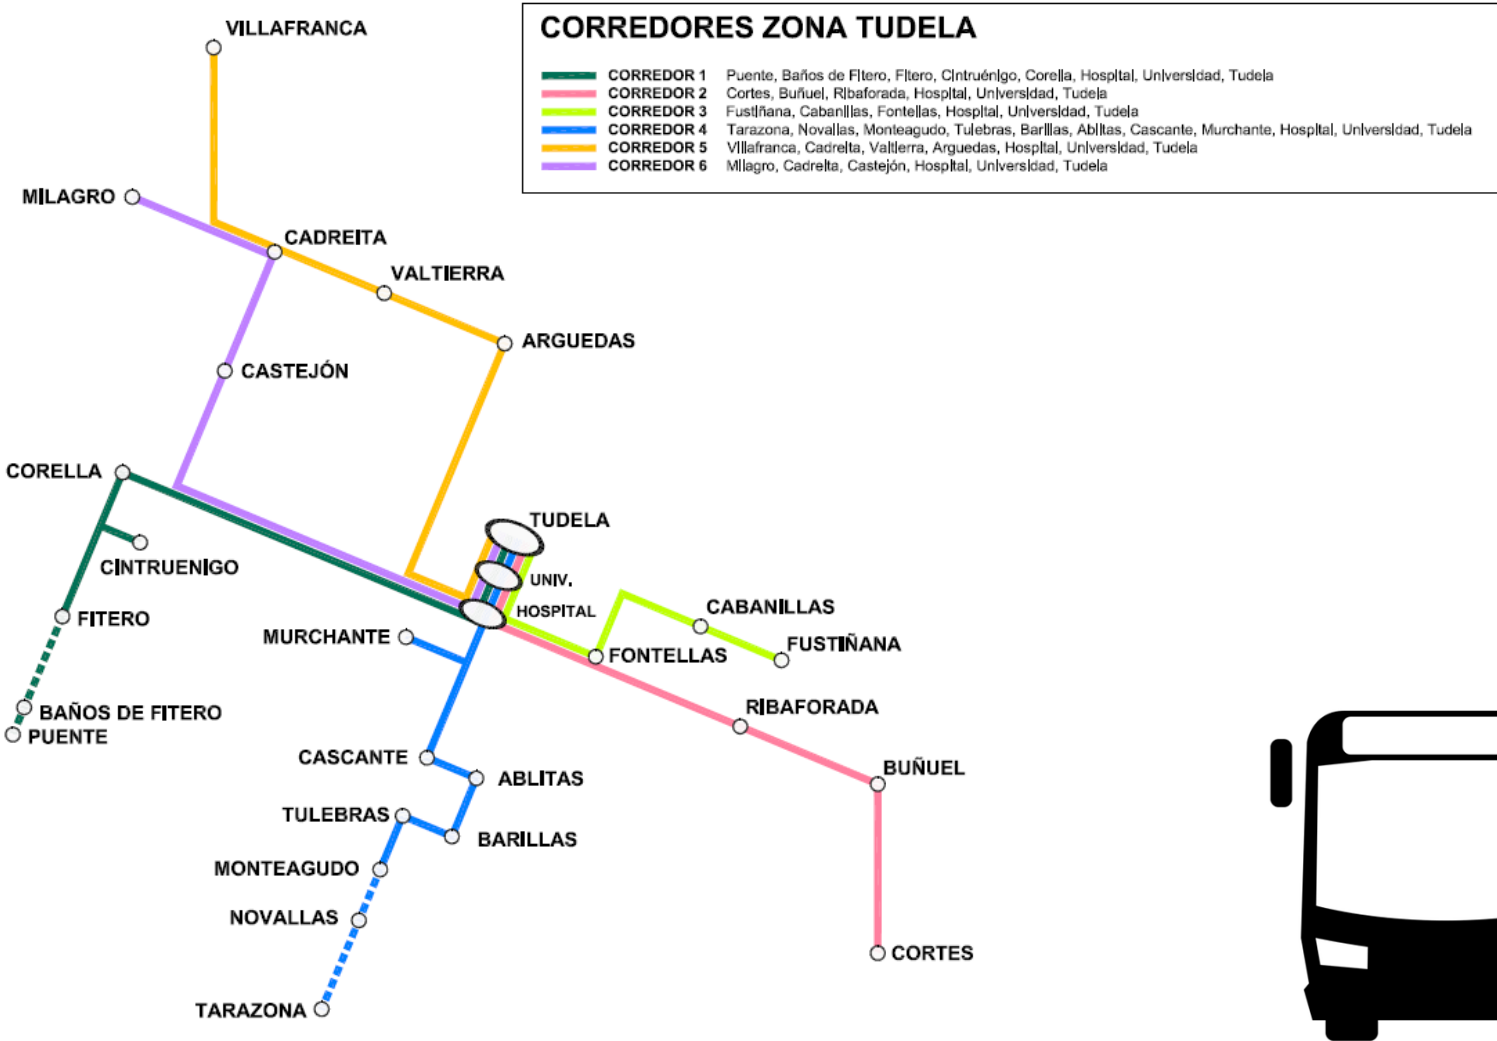 CORREDORES ZONA TUDELA
CORREDOR 1 Puente, Baños de Fitero, Fitero, Cintruénigo, Corella, Hospital, Universidad, Tudela
CORREDOR 2 Cortes, Buñuel, Ribaforada, Hospital, Universidad, Tudela
CORREDOR 3 Fustiñana, Cabanillas, Fontellas, Hospital, Universidad, Tudela
CORREDOR 4 Tarazona, Novallas, Monteagudo, Tulebras, Barillas, Ablitas, Cascante, Murchante, Hospital, Universidad, Tudela
CORREDOR 5 Villafranca, Cadreita, Valtierra, Arguedas, Hospital, Universidad, Tudela
CORREDOR 6 Milagro, Cadreita, Castejón, Hospital, Universidad, Tudela
VILLAFRANCA
MILAGRO
CADREITA
VALTIERRA
ARGUEDAS
CASTEJÓN
CORELLA
TUDELA
CINTRUENIGO
UNIV.
HOSPITAL
CABANILLAS
FITERO
MURCHANTE
FUSTIÑANA
FONTELLAS
RIBAFORADA
BAÑOS DE FITERO
PUENTE
CASCANTE
BUÑUEL
ABLITAS
TULEBRAS
BARILLAS
MONTEAGUDO
NOVALLAS
CORTES
TARAZONA